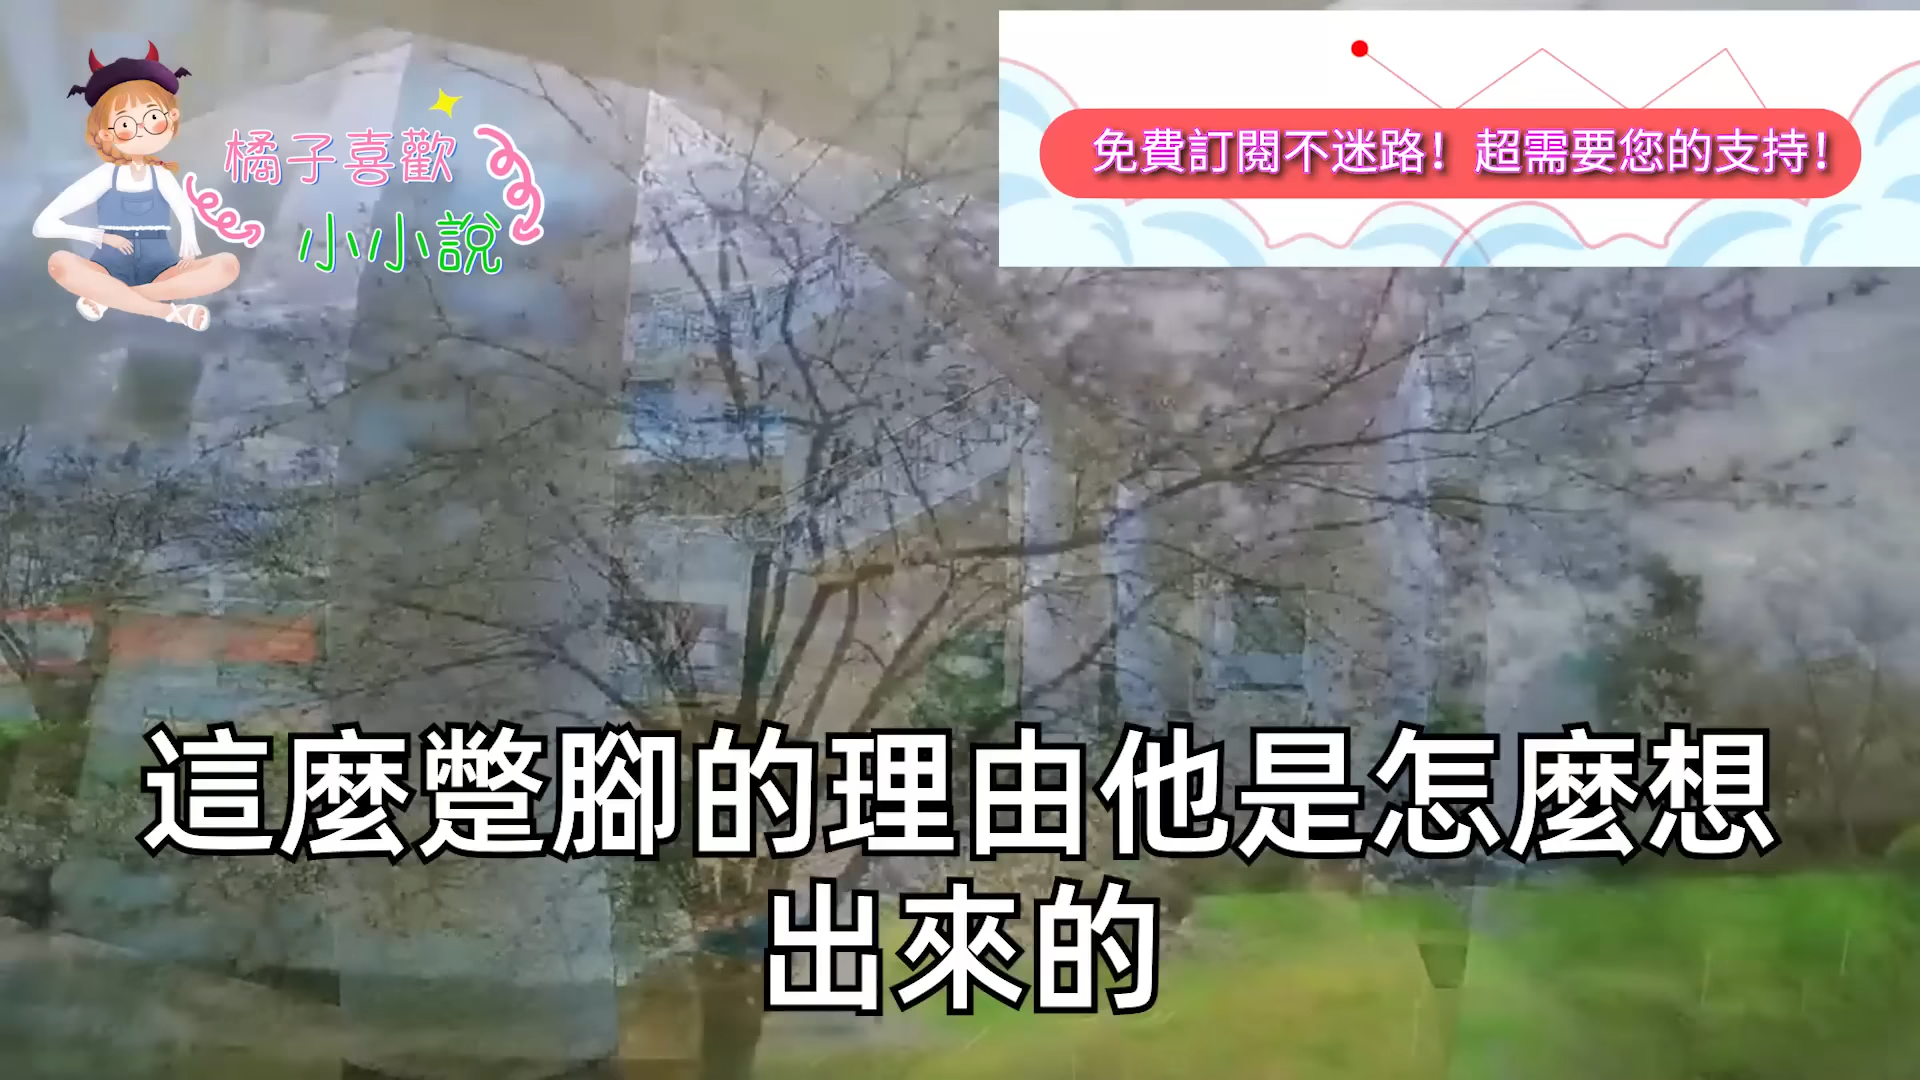 橘子喜歡
小小說
免費訂閱不迷路！超需要您的支持！
這麼蹩腳的理由他是怎麼想
出來的